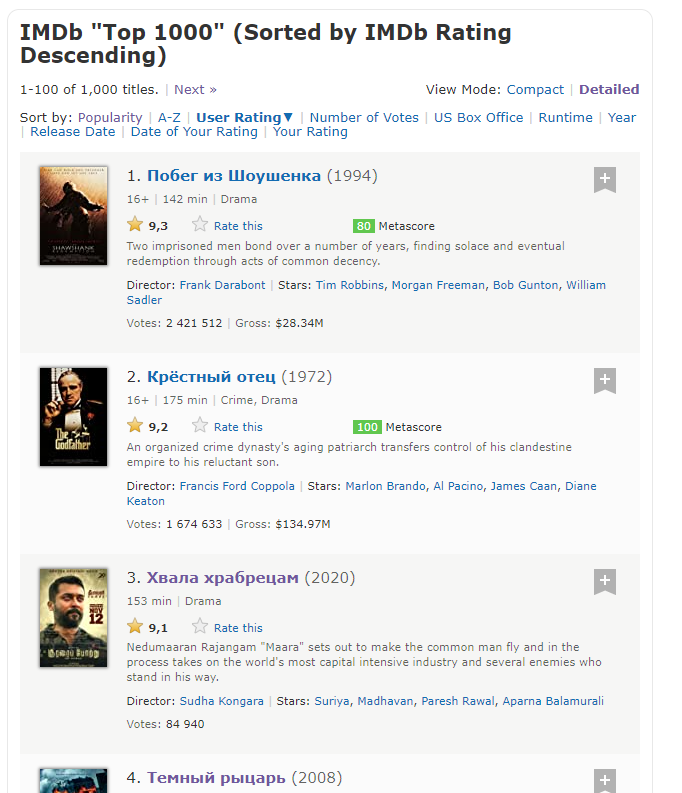 IMDb "Top 1000" (Sorted by IMDb Rating
Descending)
1-100 of 1,000 titles. | Next » View Mode: Compact | Detailed
Sort by: Popularity | A-Z | User Rating▼ | Number of Votes | US Box Office | Runtime | Year
| Release Date | Date of Your Rating | Your Rating
1. Побег из Шоушенка (1994)
16+ | 142 min | Drama
9,3 Rate this 80 Metascore
Two imprisoned men bond over a number of years, finding solace and eventual
redemption through acts of common decency.
Director: Frank Darabont | Stars: Tim Robbins, Morgan Freeman, Bob Gunton, William
Sadler
Votes: 2 421 512 | Gross: $28.34M
SHAWSHANK
2. Крёстный отец (1972)
16+ | 175 min | Crime, Drama
9,2 Rate this 100 Metascore
An organized crime dynasty's aging patriarch transfers control of his clandestine
empire to his reluctant son.
Director: Francis Ford Coppola | Stars: Marlon Brando, Al Pacino, James Caan, Diane
Keaton
Votes: 1 674 633 | Gross: $134.97M
The
Godfather
3. Хвала храбрецам (2020)
153 min | Drama
9,1 Rate this
Nedumaaran Rajangam "Maara" sets out to make the common man fly and in the
process takes on the world's most capital intensive industry and several enemies who
stand in his way.
Director: Sudha Kongara | Stars: Suriya, Madhavan, Paresh Rawal, Aparna Balamurali
Votes: 84 940
NOV
12
4. Темный рыцарь (2008)